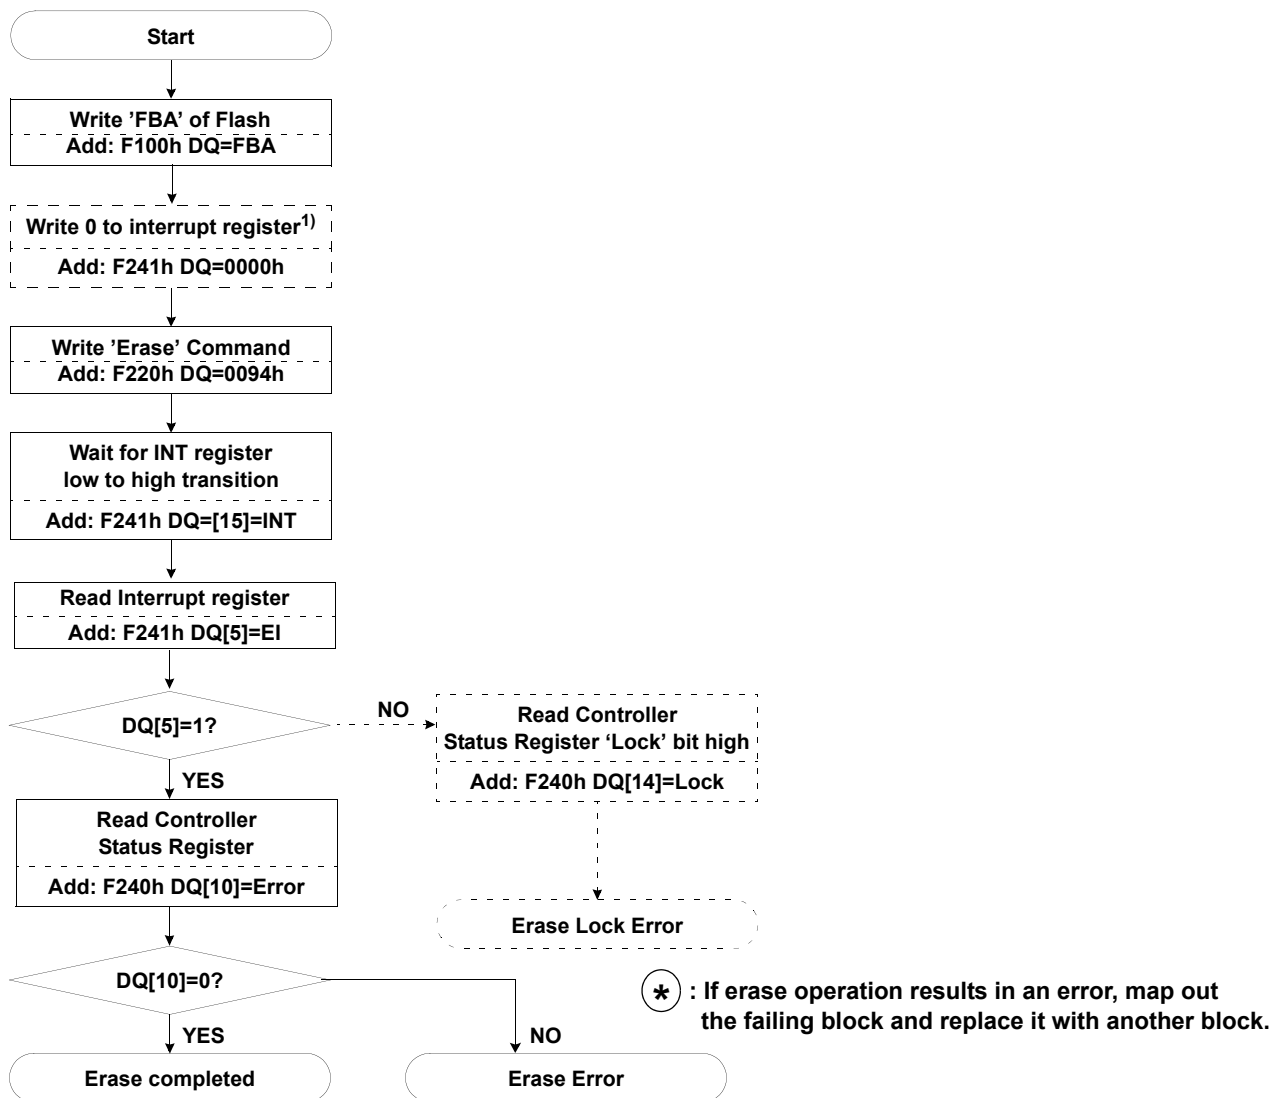 Start
Write ’FBA’ of Flash
Add: F100h DQ=FBA
Write 0 to interrupt register1)
Add: F241h DQ=0000h
Write ’Erase’ Command
Add: F220h DQ=0094h
Wait for INT register
low to high transition
Add: F241h DQ=[15]=INT
Read Interrupt register
Add: F241h DQ[5]=EI
DQ[5]=1?
NO
Read Controller
Status Register ‘Lock’ bit high
Add: F240h DQ[14]=Lock
YES
Read Controller
Status Register
Add: F240h DQ[10]=Error
Erase Lock Error
DQ[10]=0?
* : If erase operation results in an error, map out
the failing block and replace it with another block.
YES
NO
Erase completed
Erase Error